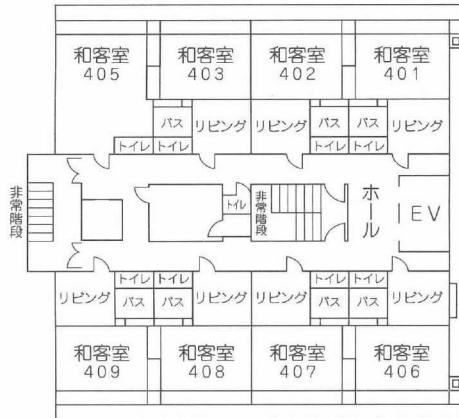 和客室
405
和客室
403
和客室
402
和客室
401
バス
リビング
リビング
バス
バス
リビング
トイレ
トイレ
トイレ
トイレ
非常階段
トイレ
非常階段
ホール
EV
リビング
トイレ
トイレ
リビング
リビング
トイレ
トイレ
リビング
バス
バス
バス
バス
和客室
409
和客室
408
和客室
407
和客室
406